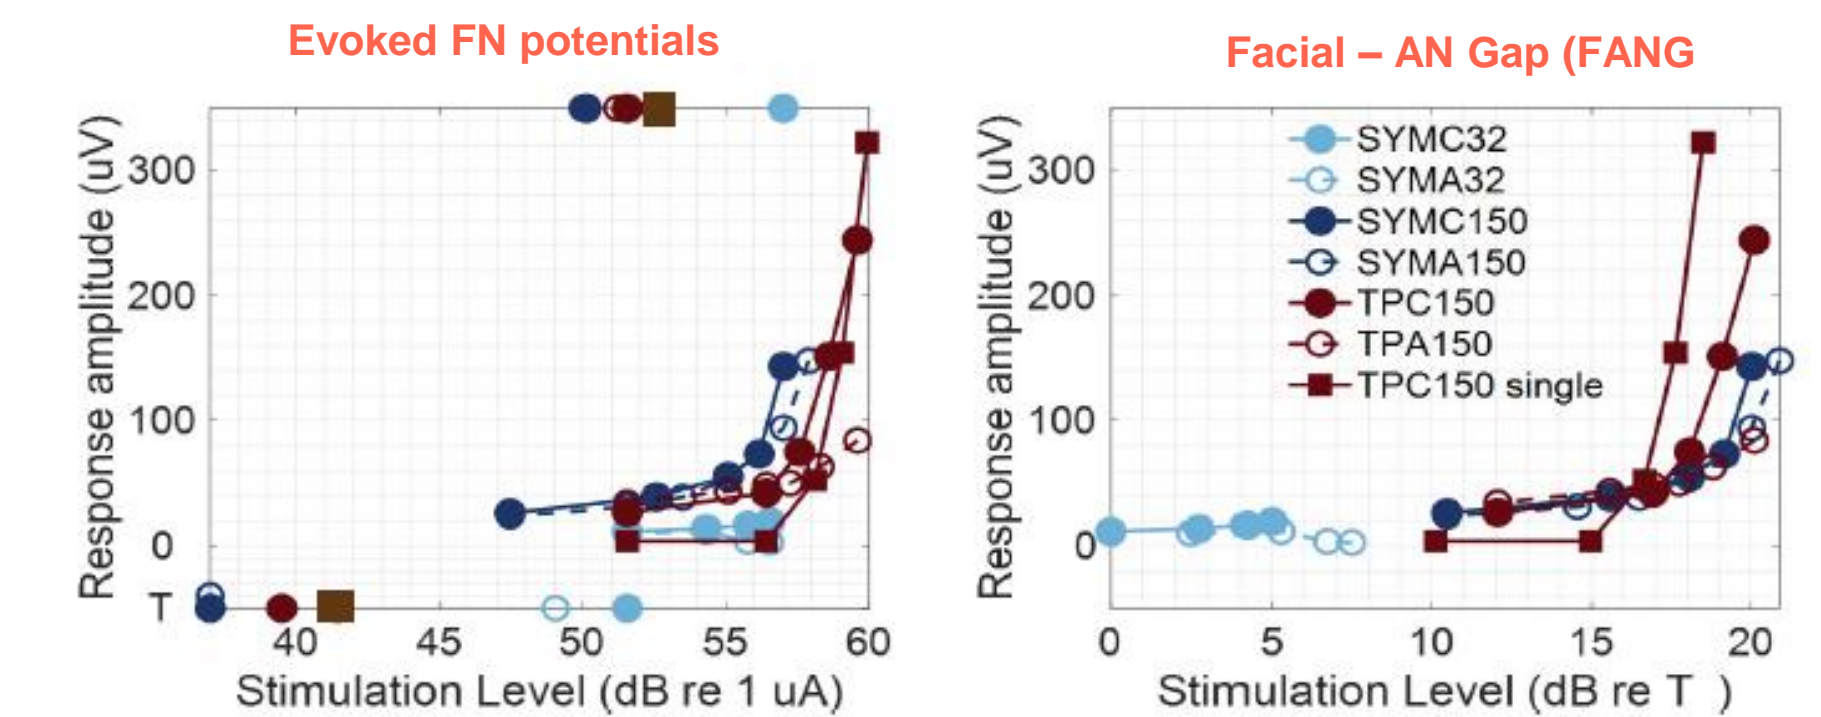 Evoked FN potentials
Response amplitude (uV)
300
200
100
0
T
40 45 50 55 60
Stimulation Level (dB re 1 uA)
Facial – AN Gap (FANG
Response amplitude (uV)
300
200
100
0
SYMC32
SYMA32
SYMC150
SYMA150
TPC150
TPA150
TPC150 single
0 5 10 15 20
Stimulation Level (dB re T )